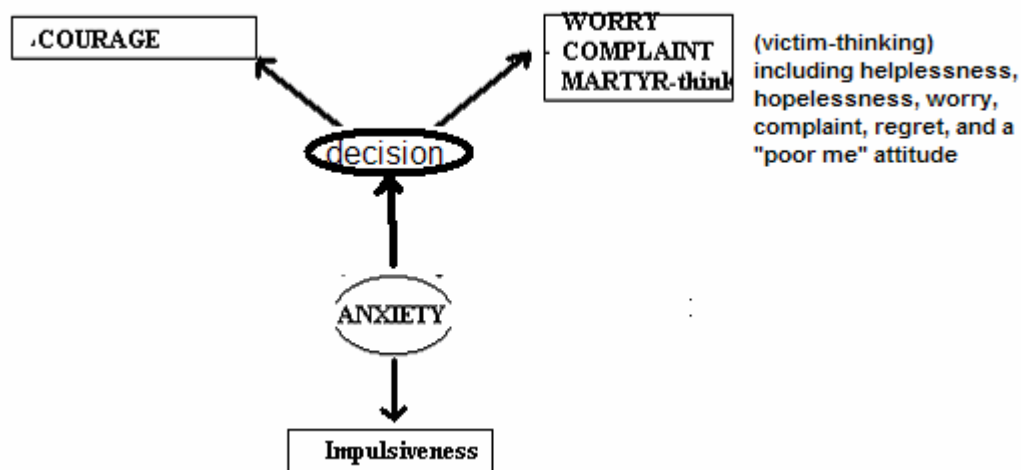 COURAGE
WORRY
COMPLAINT
MARTYR-think
(victim-thinking)
including helplessness,
hopelessness, worry,
complaint, regret, and a
"poor me" attitude
decision
ANXIETY
Impulsiveness